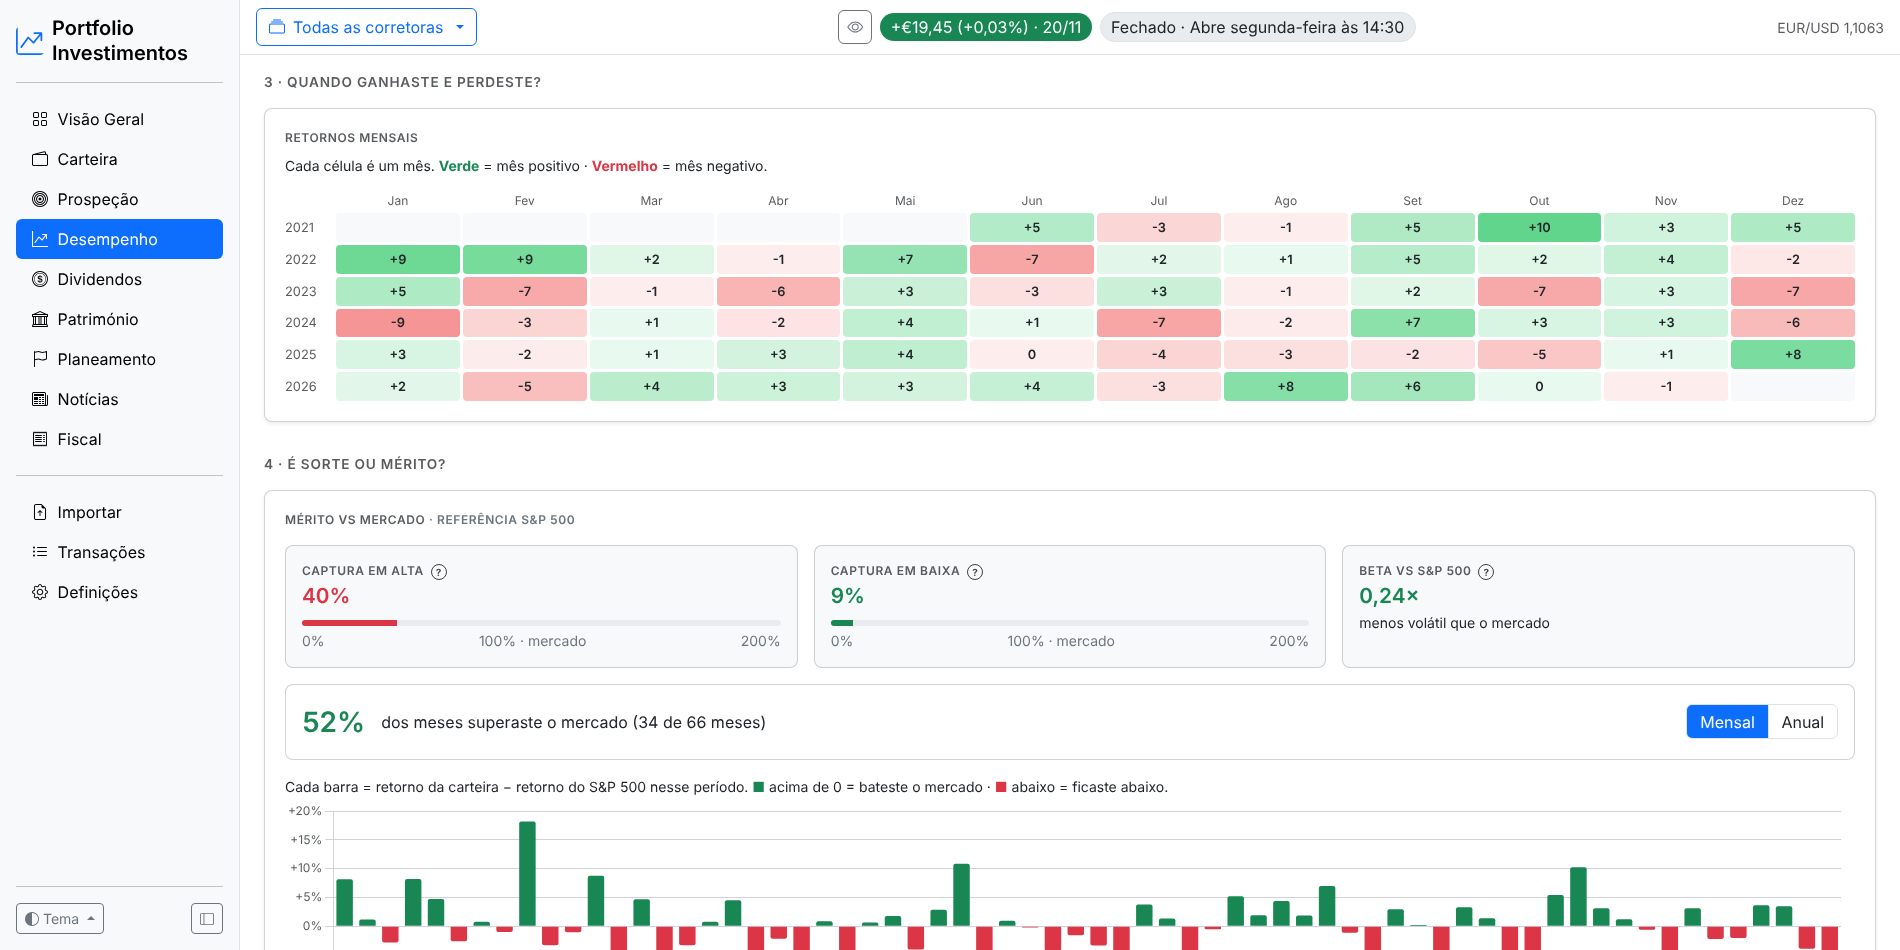 Portfolio
Investimentos
Visão Geral
Carteira
Prospeção
Desempenho
Dividendos
Património
Planeamento
Notícias
Fiscal
Importar
Transações
Definições
Tema
Todas as corretoras
+€19,45 (+0,03%) · 20/11
Fechado · Abre segunda-feira às 14:30
EUR/USD 1,1063
3 · QUANDO GANHASTE E PERDESTE?
RETORNOS MENSAIS
Cada célula é um mês. Verde = mês positivo · Vermelho = mês negativo.
Jan Fev Mar Abr Mai Jun Jul Ago Set Out Nov Dez
2021 +5 -3 -1 +5 +10 +3 +5
2022 +9 +9 +2 -1 +7 -7 +2 +1 +5 +2 +4 -2
2023 +5 -7 -1 -6 +3 -3 +3 -1 +2 -7 +3 -7
2024 -9 -3 +1 -2 +4 +1 -7 -2 +7 +3 +3 -6
2025 +3 -2 +1 +3 +4 0 -4 -3 -2 -5 +1 +8
2026 +2 -5 +4 +3 +3 +4 -3 +8 +6 0 -1
4 · É SORTE OU MÉRITO?
MÉRITO VS MERCADO · REFERÊNCIA S&P 500
CAPTURA EM ALTA ?
40%
0% 100% · mercado 200%
CAPTURA EM BAIXA ?
9%
0% 100% · mercado 200%
BETA VS S&P 500 ?
0,24×
menos volátil que o mercado
52% dos meses superaste o mercado (34 de 66 meses)
Mensal Anual
Cada barra = retorno da carteira − retorno do S&P 500 nesse período. acima de 0 = bateste o mercado · abaixo = ficaste abaixo.
+20%
+15%
+10%
+5%
0%